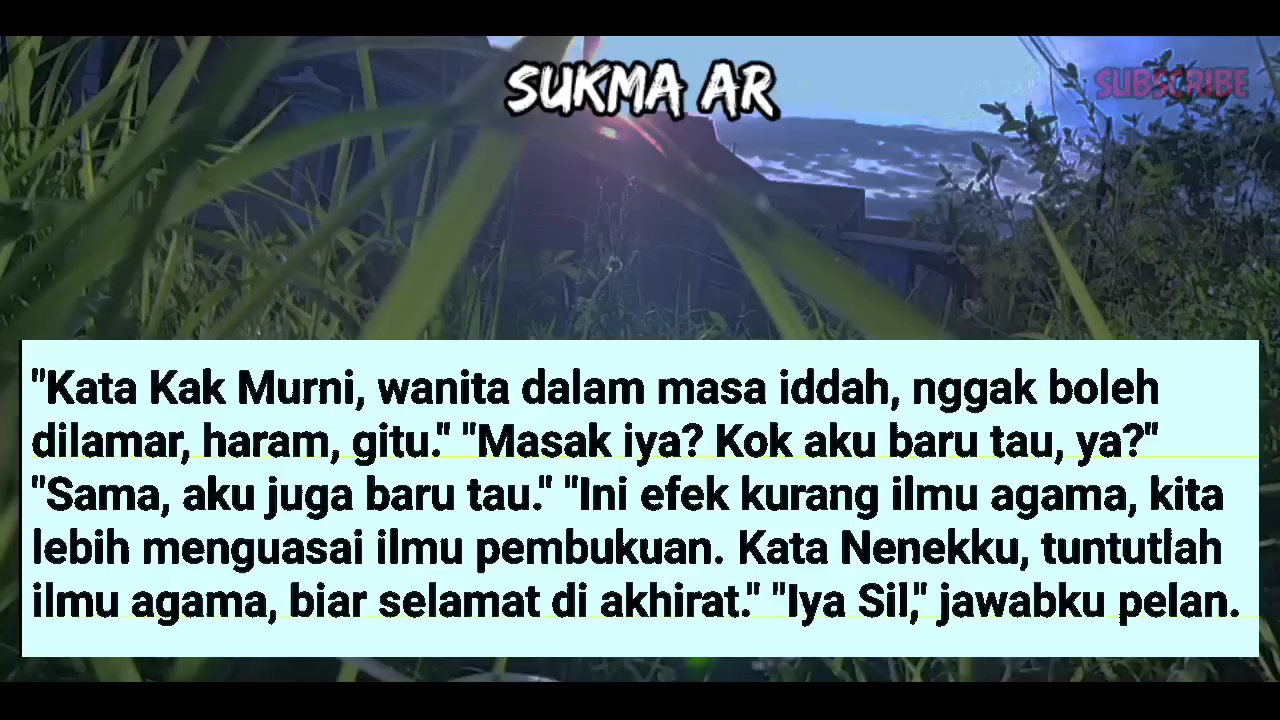 SUKMA AR
SUBSCRIBE
"Kata Kak Murni, wanita dalam masa iddah, nggak boleh
dilamar, haram, gitu." "Masak iya? Kok aku baru tau, ya?"
"Sama, aku juga baru tau." "Ini efek kurang ilmu agama, kita
lebih menguasai ilmu pembukuan. Kata Nenekku, tuntutlah
ilmu agama, biar selamat di akhirat." "Iya Sil," jawabku pelan.